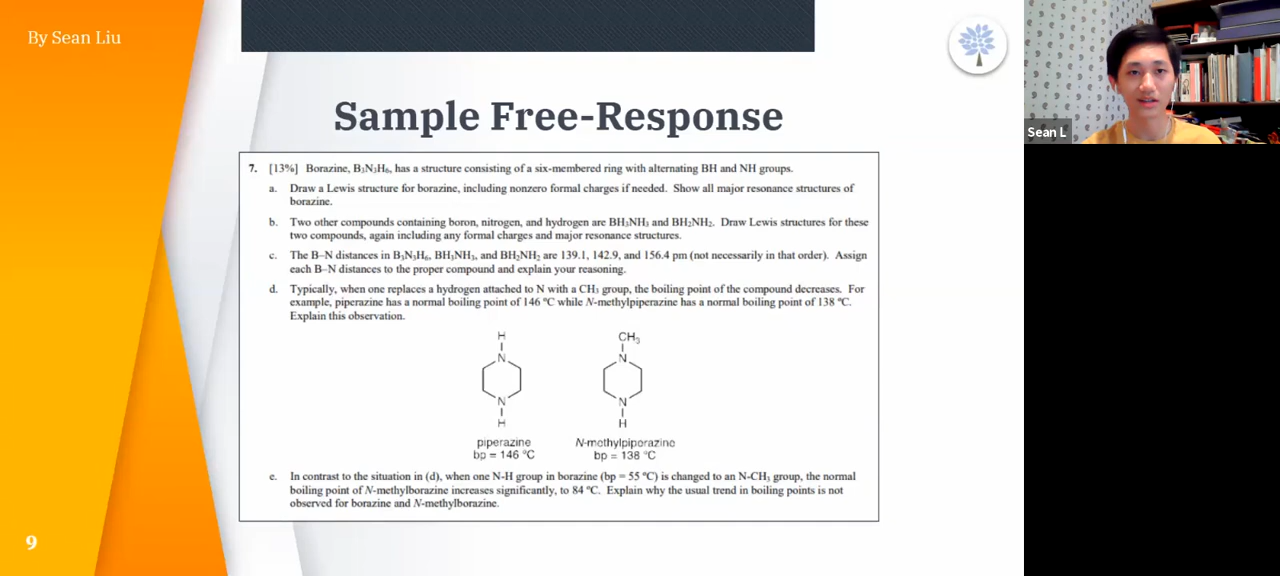 By Sean Liu
Sample Free-Response
7. [13%] Borazine, B₃N₃H₆, has a structure consisting of a six-membered ring with alternating BH and NH groups.
a. Draw a Lewis structure for borazine, including nonzero formal charges if needed. Show all major resonance structures of
borazine.
b. Two other compounds containing boron, nitrogen, and hydrogen are BH₃NH₃ and BH₂NH₂. Draw Lewis structures for these
two compounds, again including any formal charges and major resonance structures.
c. The B–N distances in B₃N₃H₆, BH₃NH₃, and BH₂NH₂ are 139.1, 142.9, and 156.4 pm (not necessarily in that order). Assign
each B–N distances to the proper compound and explain your reasoning.
d. Typically, when one replaces a hydrogen attached to N with a CH₃ group, the boiling point of the compound decreases. For
example, piperazine has a normal boiling point of 146 ºC while N-methylpiperazine has a normal boiling point of 138 ºC.
Explain this observation.
H
N
N
H
piperazine
bp = 146 ºC
CH₃
N
N
H
N-methylpiperazine
bp = 138 ºC
e. In contrast to the situation in (d), when one N-H group in borazine (bp = 55 ºC) is changed to an N-CH₃ group, the normal
boiling point of N-methylborazine increases significantly, to 84 ºC. Explain why the usual trend in boiling points is not
observed for borazine and N-methylborazine.
9
Sean L